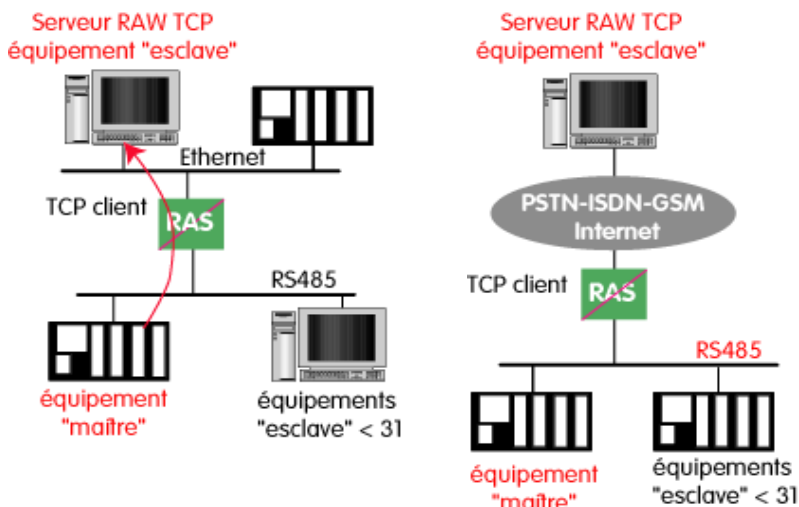 Serveur RAW TCP
équipement "esclave"
Ethernet
TCP client
RAS
RS485
équipement
"maître"
équipements
"esclave" < 31
Serveur RAW TCP
équipement "esclave"
PSTN-ISDN-GSM
Internet
TCP client
RAS
RS485
équipement
"maître"
équipements
"esclave" < 31